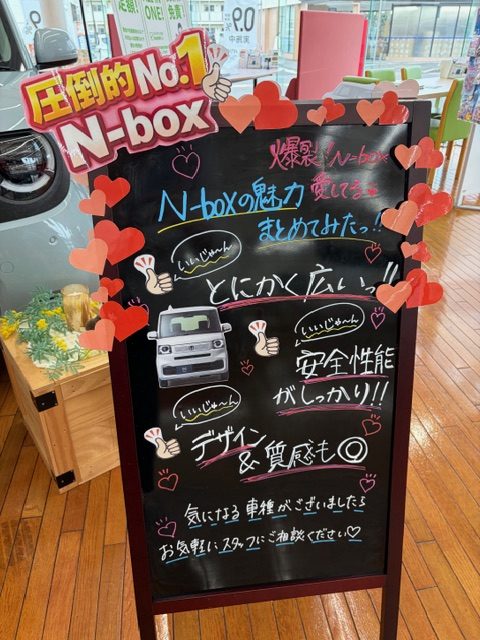 圧倒的No.1
N-box
爆裂!N-box
愛してる
N-boxの魅力
まとめてみたっ!!
いいじゃ〜ん
とにかく広いっ!!
いいじゃ〜ん
安全性能
がしっかり!!
いいじゃ〜ん
デザイン
&質感も◎
気になる車種がございましたら
お気軽にスタッフにご相談ください♡